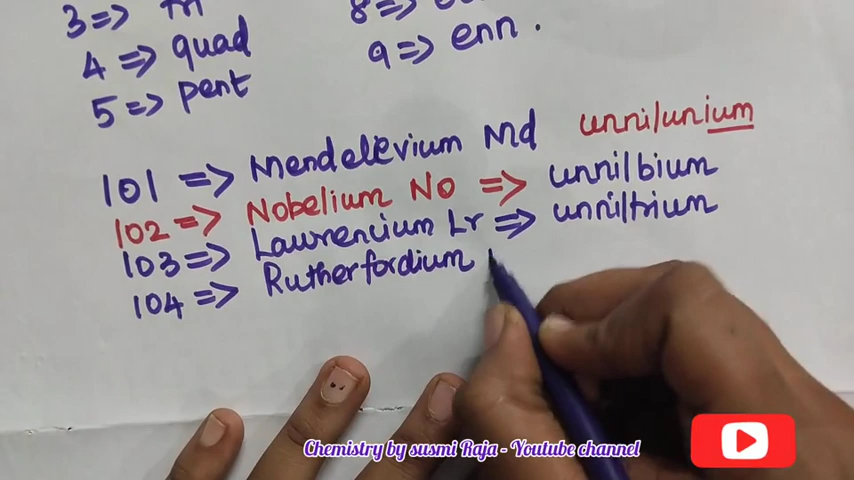 3 => tri
4 => quad
5 => pent
8 =>
9 => enn .
101 => Mendelevium Md unnilunium
102 => Nobelium No => unnilbium
103 => Lawrencium Lr => unniltrium
104 => Rutherfordium
Chemistry by susmi Raja - Youtube channel